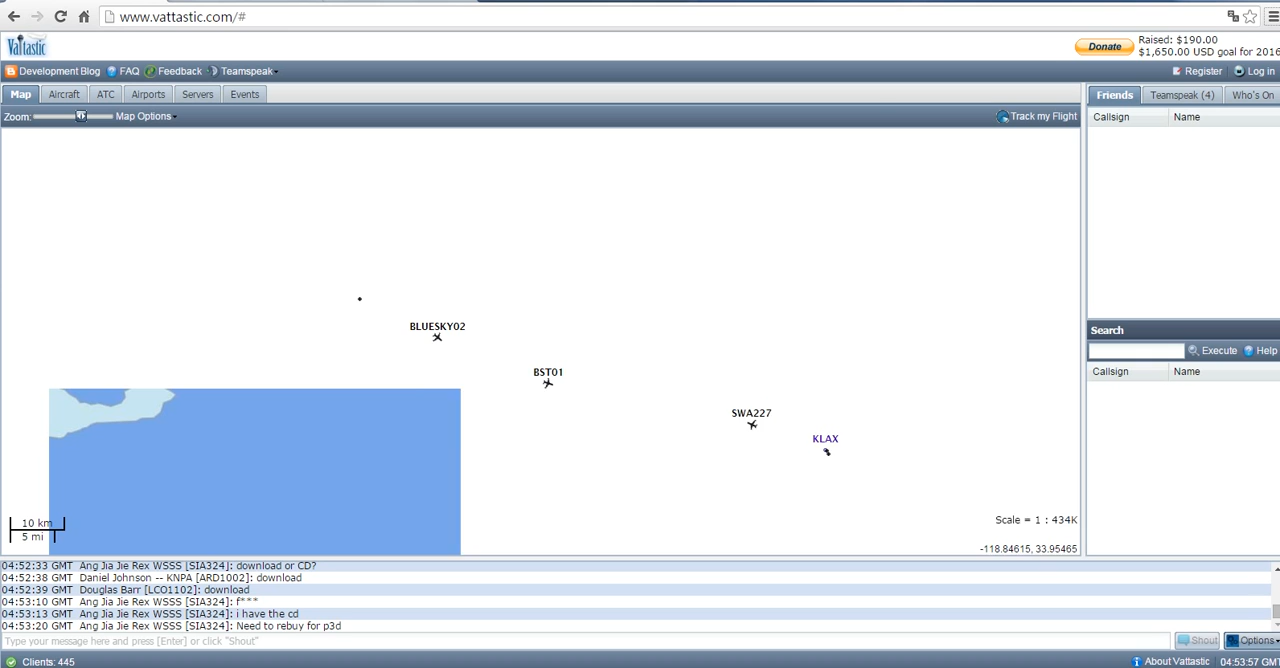 www.vattastic.com/#
Vattastic
Donate
Raised: $190.00
$1,650.00 USD goal for 2016
Development Blog FAQ Feedback Teamspeak
Register Log in
Map Aircraft ATC Airports Servers Events
Friends Teamspeak (4) Who's On
Zoom: Map Options
Track my Flight
Callsign Name
BLUESKY02
BST01
SWA227
KLAX
Search
Execute Help
Callsign Name
10 km
5 mi
Scale = 1 : 434K
-118.84615, 33.95465
04:52:33 GMT Ang Jia Jie Rex WSSS [SIA324]: download or CD?
04:52:38 GMT Daniel Johnson -- KNPA [ARD1002]: download
04:52:39 GMT Douglas Barr [LCO1102]: download
04:53:10 GMT Ang Jia Jie Rex WSSS [SIA324]: f***
04:53:13 GMT Ang Jia Jie Rex WSSS [SIA324]: i have the cd
04:53:20 GMT Ang Jia Jie Rex WSSS [SIA324]: Need to rebuy for p3d
Type your message here and press [Enter] or click "Shout"
Shout Options
Clients: 445
About Vattastic 04:53:57 GMT